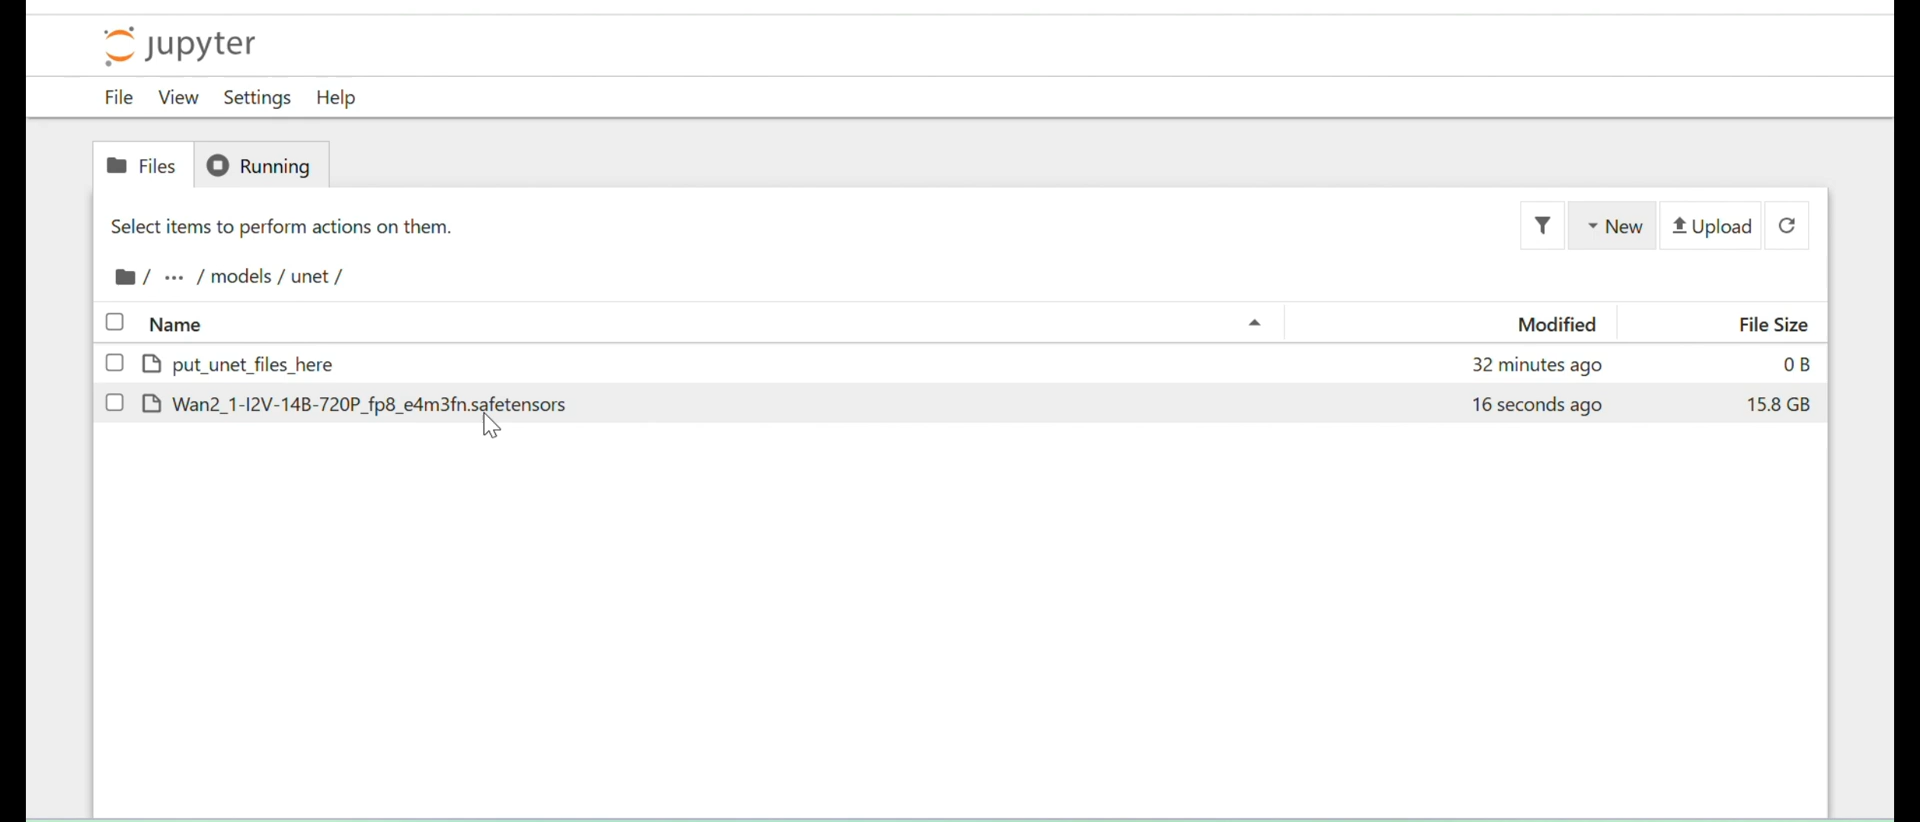 jupyter
File View Settings Help
Files Running
Select items to perform actions on them.
New Upload
/ ... / models / unet /
Name Modified File Size
put_unet_files_here 32 minutes ago 0 B
Wan2_1-I2V-14B-720P_fp8_e4m3fn.safetensors 16 seconds ago 15.8 GB